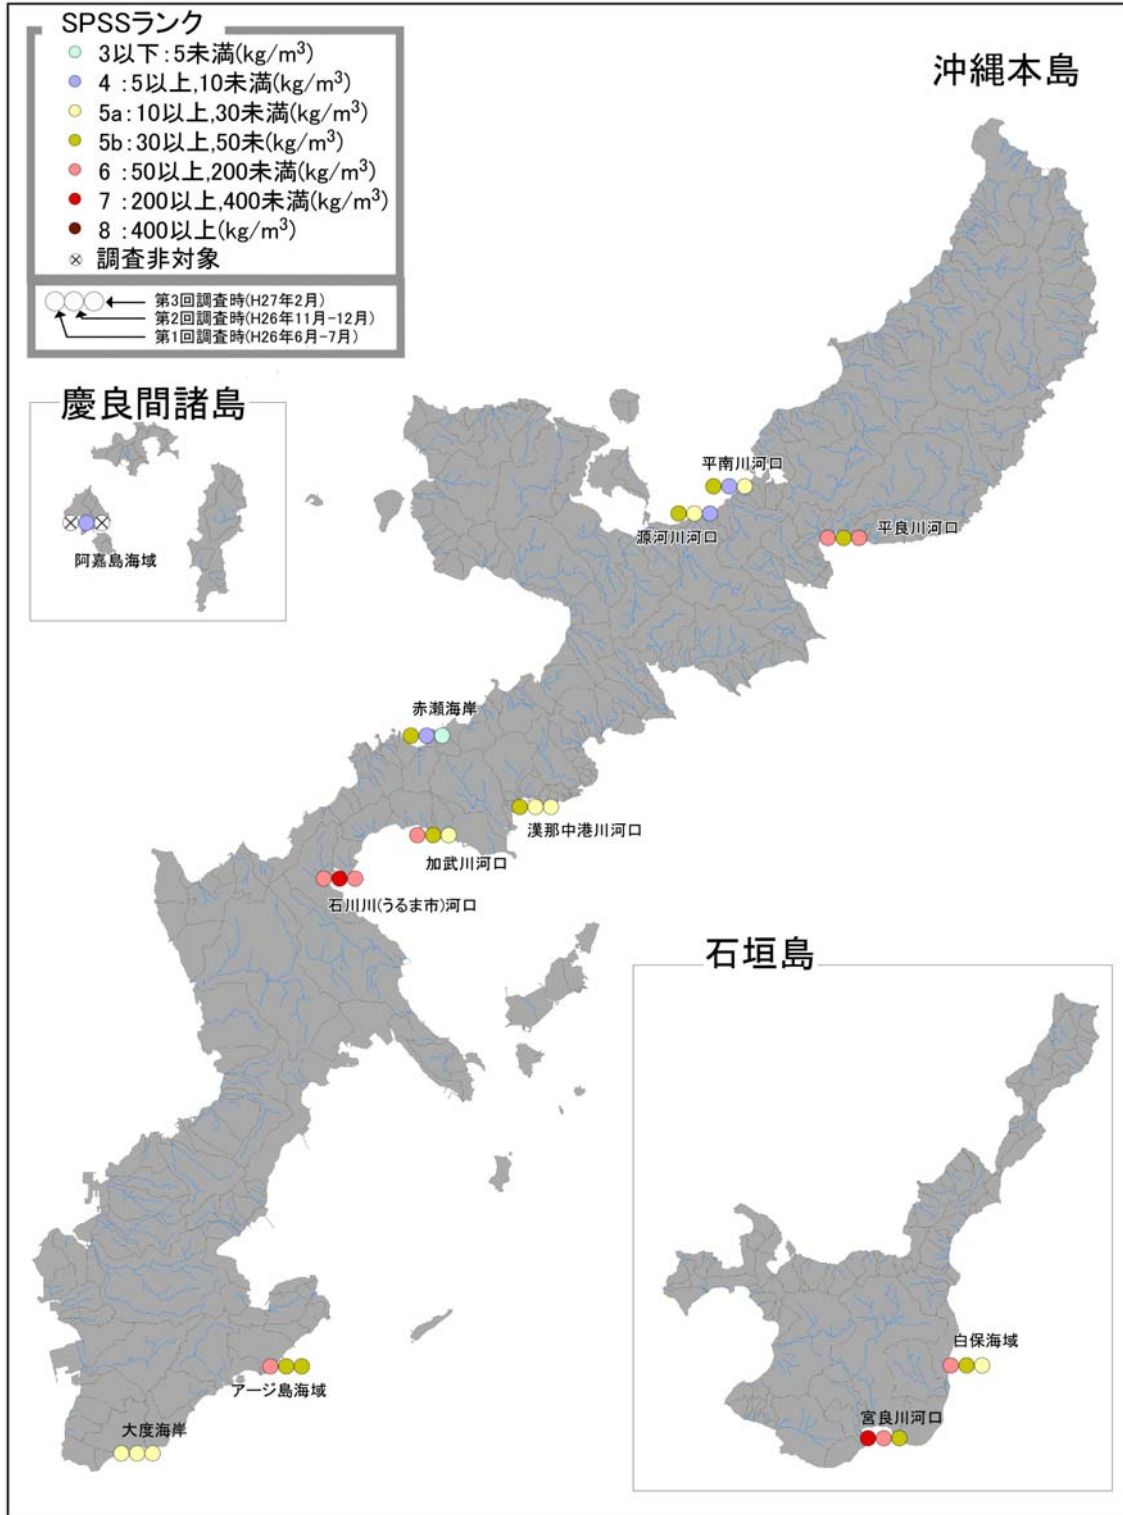 SPSSランク
3以下:5未満(kg/m³)
4 :5以上,10未満(kg/m³)
5a:10以上,30未満(kg/m³)
5b:30以上,50未(kg/m³)
6 :50以上,200未満(kg/m³)
7 :200以上,400未満(kg/m³)
8 :400以上(kg/m³)
調査非対象
第3回調査時(H27年2月)
第2回調査時(H26年11月-12月)
第1回調査時(H26年6月-7月)
沖縄本島
慶良間諸島
阿嘉島海域
平南川河口
源河川河口
平良川河口
赤瀬海岸
漢那中港川河口
加武川河口
石川川(うるま市)河口
石垣島
白保海域
宮良川河口
アージ島海域
大度海岸